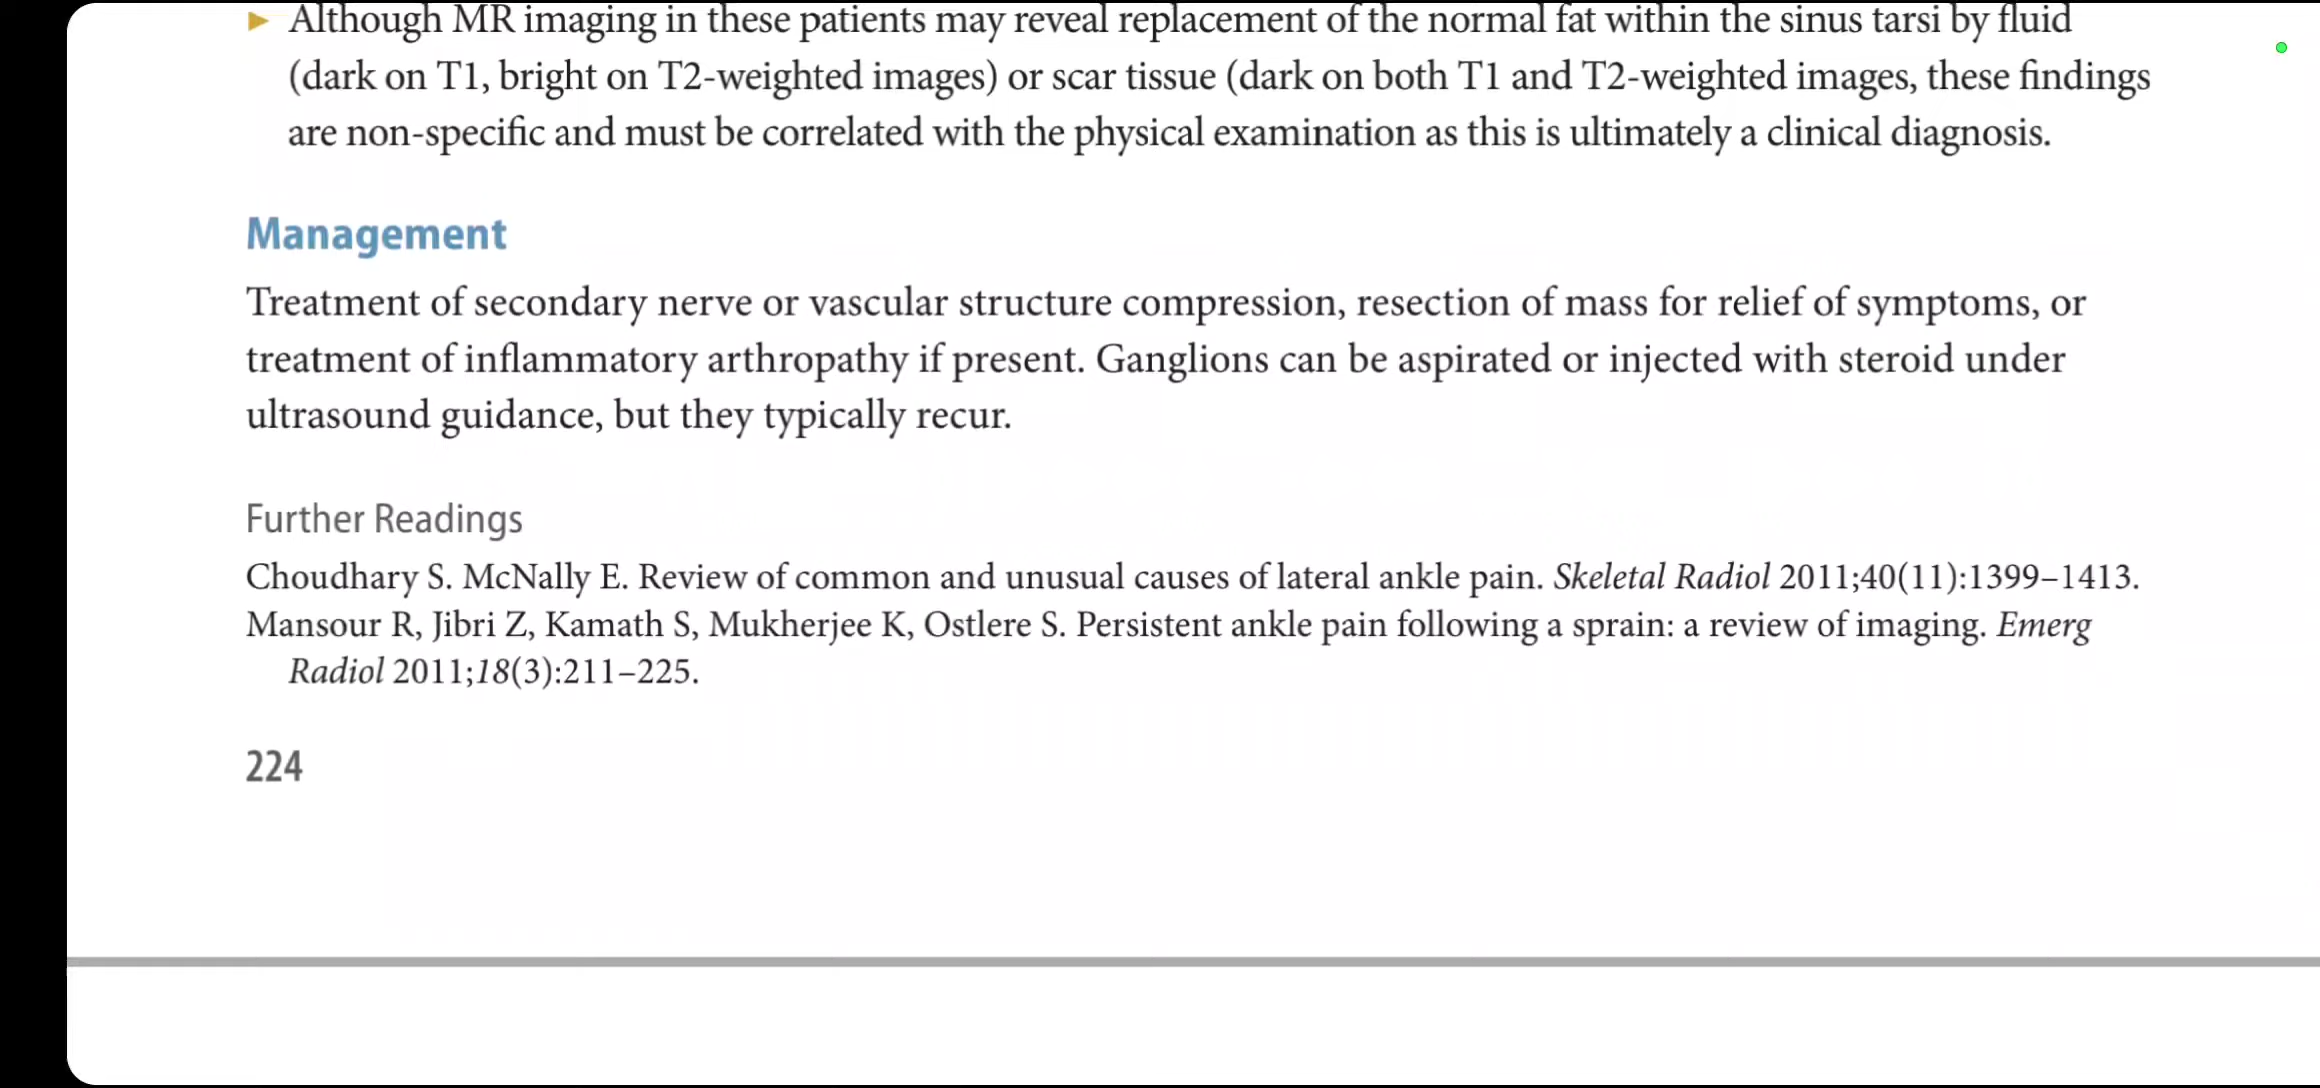 ► Although MR imaging in these patients may reveal replacement of the normal fat within the sinus tarsi by fluid
(dark on T1, bright on T2-weighted images) or scar tissue (dark on both T1 and T2-weighted images, these findings
are non-specific and must be correlated with the physical examination as this is ultimately a clinical diagnosis.
Management
Treatment of secondary nerve or vascular structure compression, resection of mass for relief of symptoms, or
treatment of inflammatory arthropathy if present. Ganglions can be aspirated or injected with steroid under
ultrasound guidance, but they typically recur.
Further Readings
Choudhary S. McNally E. Review of common and unusual causes of lateral ankle pain. Skeletal Radiol 2011;40(11):1399–1413.
Mansour R, Jibri Z, Kamath S, Mukherjee K, Ostlere S. Persistent ankle pain following a sprain: a review of imaging. Emerg
Radiol 2011;18(3):211–225.
224